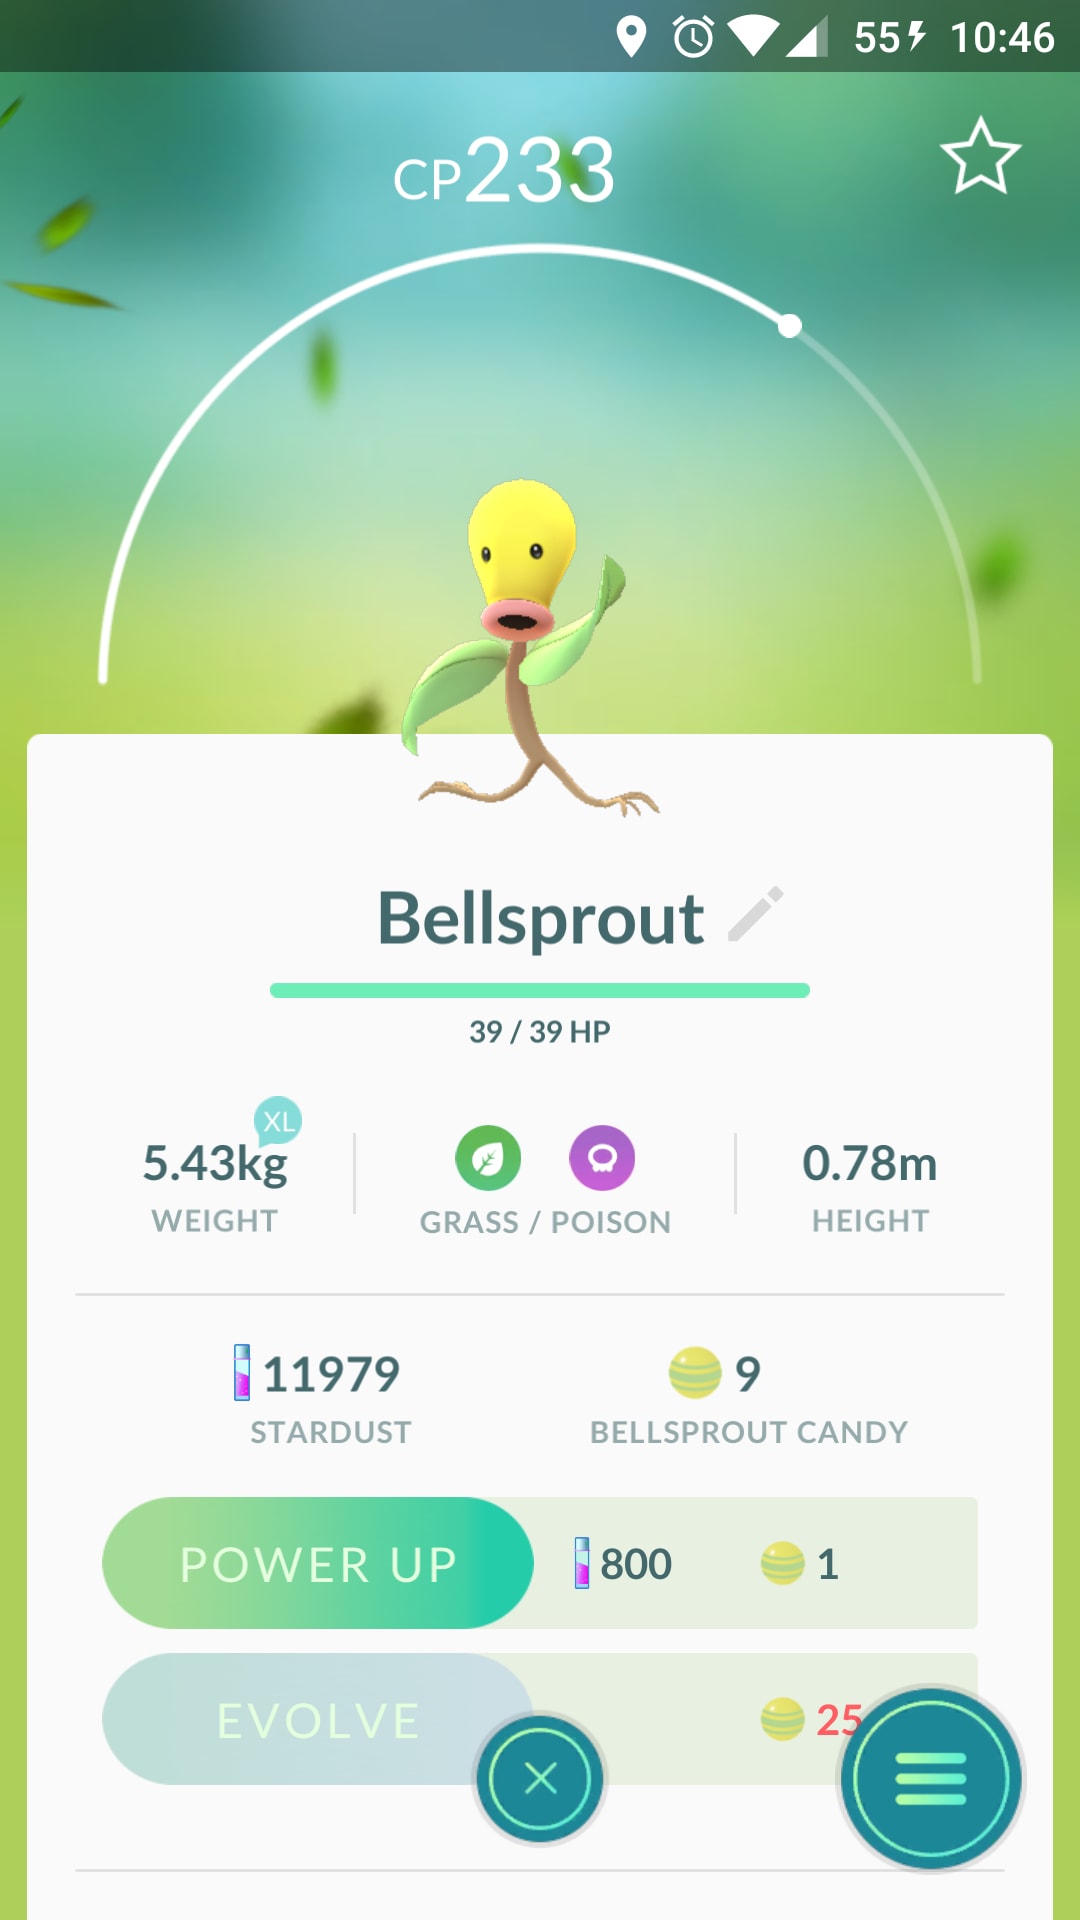 55 10:46
CP233
Bellsprout
39 / 39 HP
XL
5.43kg 0.78m
WEIGHT GRASS / POISON HEIGHT
11979 9
STARDUST BELLSPROUT CANDY
POWER UP 800 1
EVOLVE 25